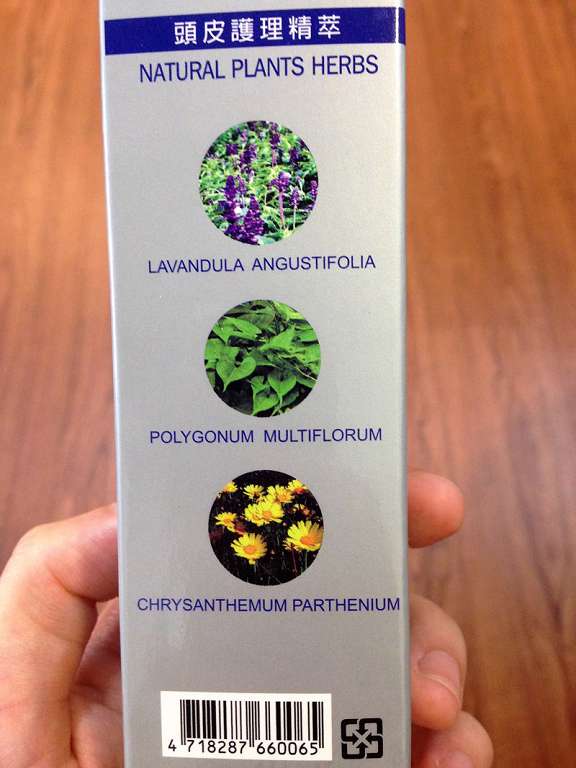 頭皮護理精萃
NATURAL PLANTS HERBS
LAVANDULA ANGUSTIFOLIA
POLYGONUM MULTIFLORUM
CHRYSANTHEMUM PARTHENIUM
4 718287 660065